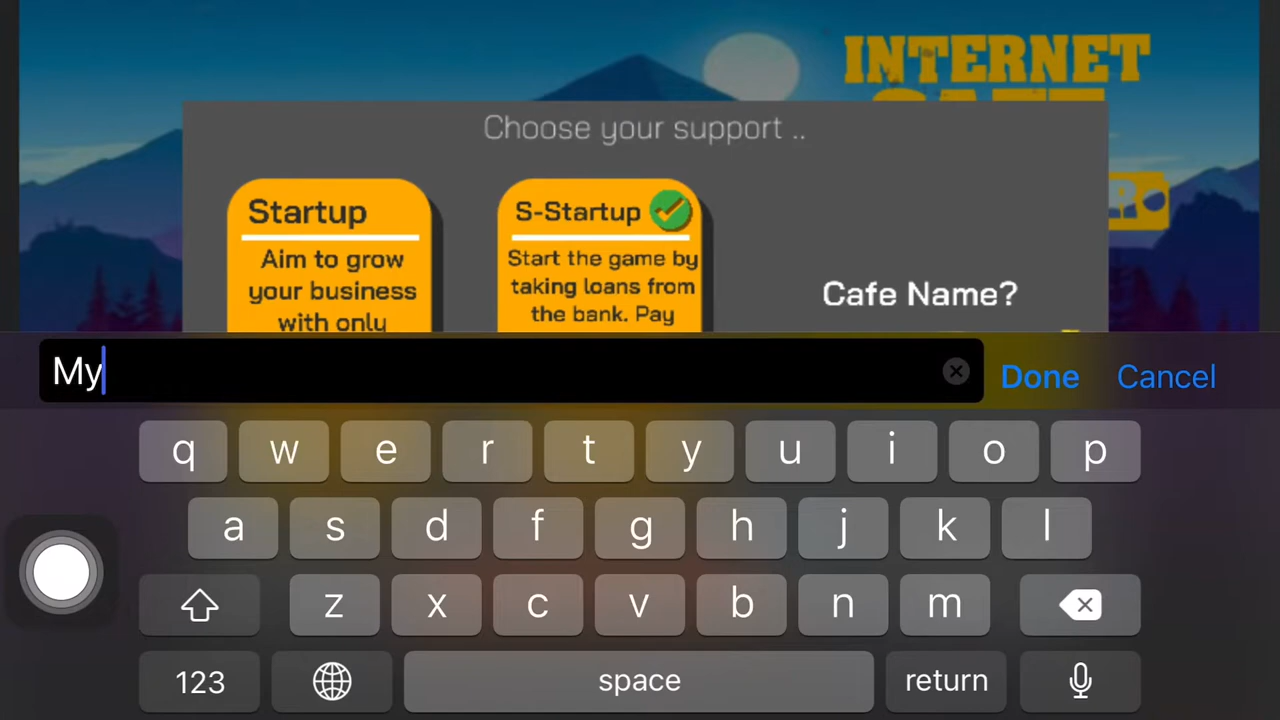 INTERNET
Choose your support ..
Startup
Aim to grow
your business
with only
S-Startup
Start the game by
taking loans from
the bank. Pay
Cafe Name?
My
Done
Cancel
q w e r t y u i o p
a s d f g h j k l
z x c v b n m
123
space
return